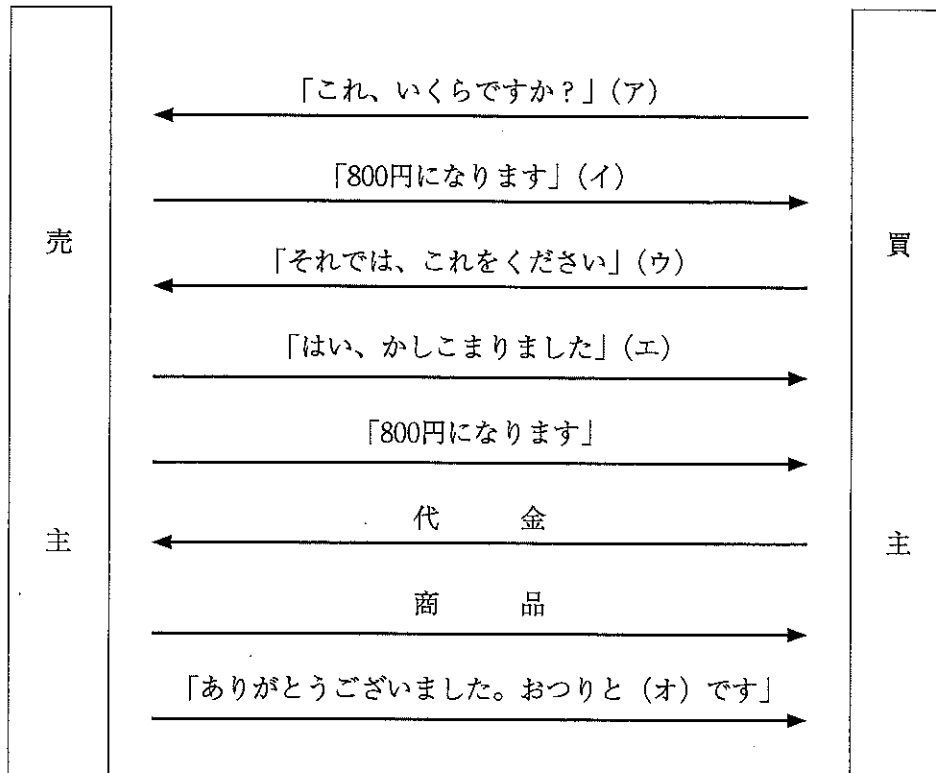 「これ、いくらですか？」（ア）
「800円になります」（イ）
売
買
「それでは、これをください」（ウ）
「はい、かしこまりました」（エ）
「800円になります」
代金
主
主
商品
「ありがとうございました。おつりと（オ）です」